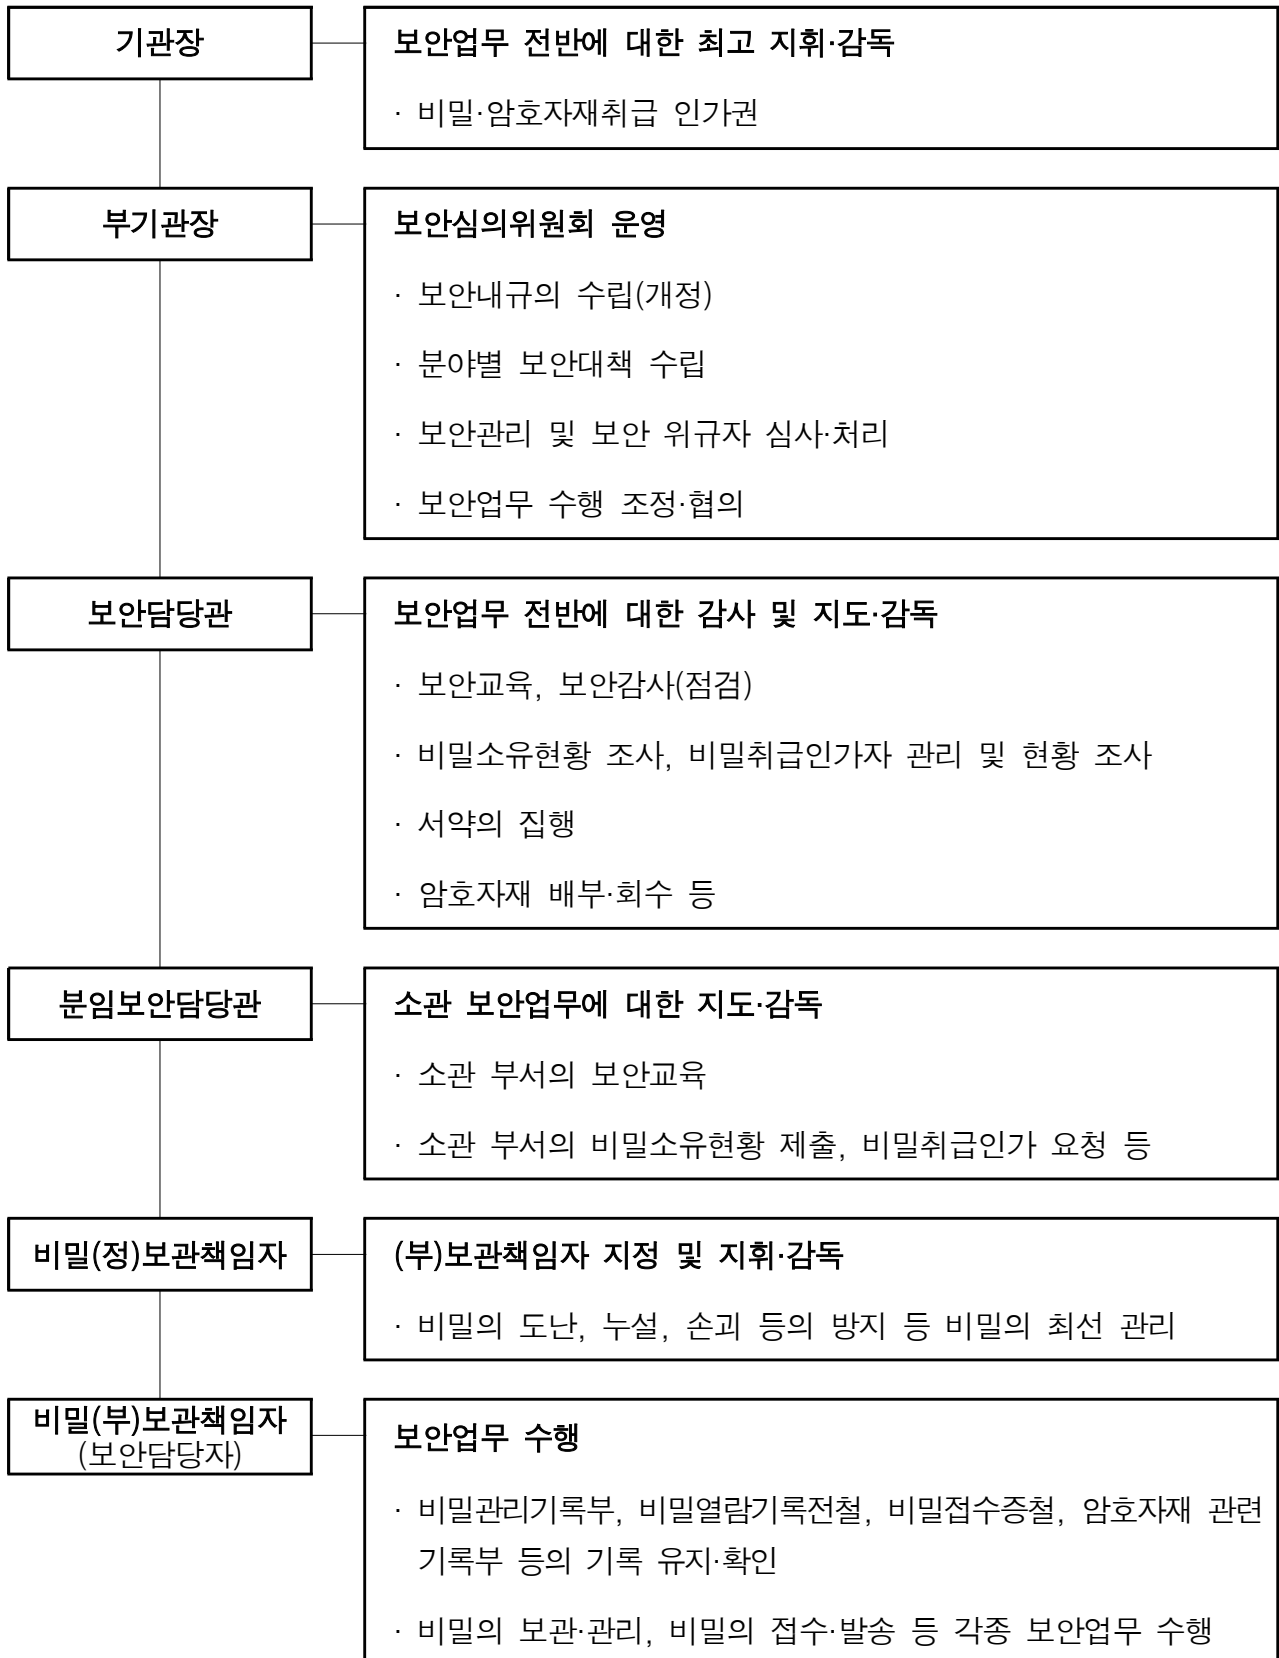 기관장
보안업무 전반에 대한 최고 지휘·감독
· 비밀·암호자재취급 인가권
부기관장
보안심의위원회 운영
· 보안내규의 수립(개정)
· 분야별 보안대책 수립
· 보안관리 및 보안 위규자 심사·처리
· 보안업무 수행 조정·협의
보안담당관
보안업무 전반에 대한 감사 및 지도·감독
· 보안교육, 보안감사(점검)
· 비밀소유현황 조사, 비밀취급인가자 관리 및 현황 조사
· 서약의 집행
· 암호자재 배부·회수 등
분임보안담당관
소관 보안업무에 대한 지도·감독
· 소관 부서의 보안교육
· 소관 부서의 비밀소유현황 제출, 비밀취급인가 요청 등
비밀(정)보관책임자
(부)보관책임자 지정 및 지휘·감독
· 비밀의 도난, 누설, 손괴 등의 방지 등 비밀의 최선 관리
비밀(부)보관책임자
(보안담당자)
보안업무 수행
· 비밀관리기록부, 비밀열람기록전철, 비밀접수증철, 암호자재 관련
기록부 등의 기록 유지·확인
· 비밀의 보관·관리, 비밀의 접수·발송 등 각종 보안업무 수행